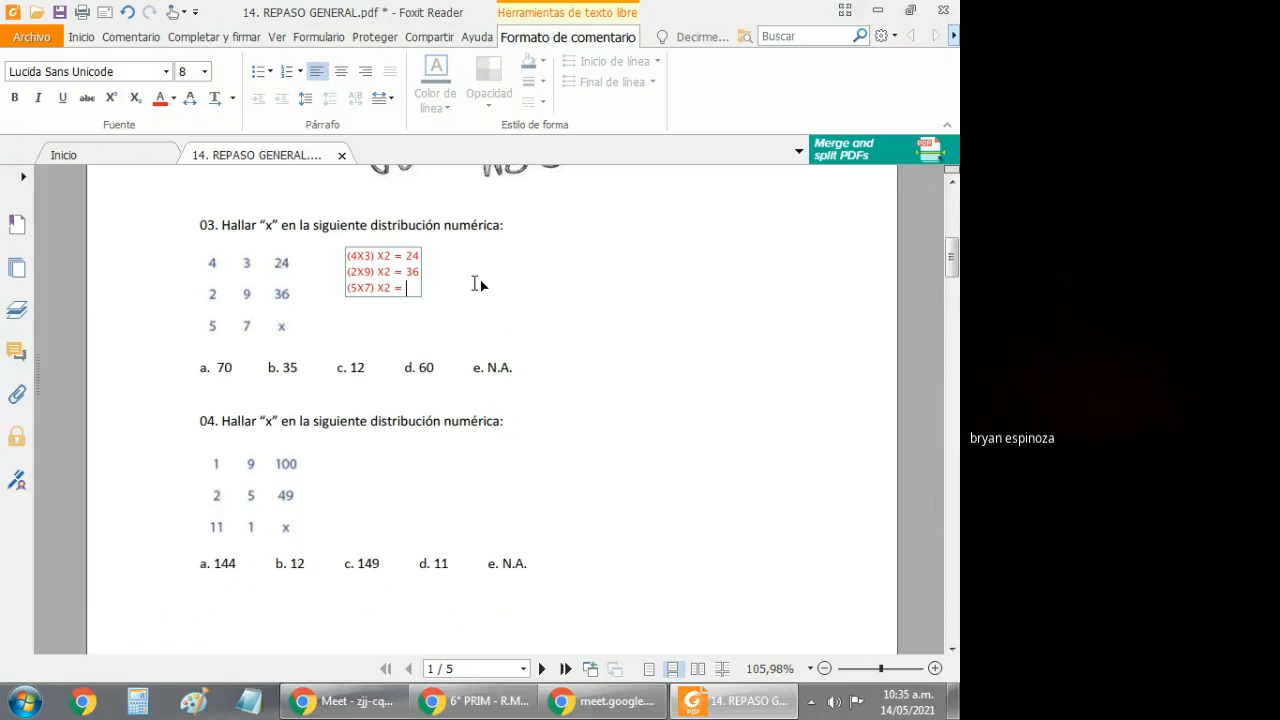 14. REPASO GENERAL.pdf * - Foxit Reader
Herramientas de texto libre
Archivo Inicio Comentario Completar y firmar Ver Formulario Proteger Compartir Ayuda Formato de comentario Decirme... Buscar
Lucida Sans Unicode 8
Color de línea
Opacidad
Inicio de línea
Final de línea
Fuente Párrafo Estilo de forma
Inicio 14. REPASO GENERAL....
Merge and
split PDFs
03. Hallar “x” en la siguiente distribución numérica:
4 3 24
2 9 36
5 7 x
(4X3) X2 = 24
(2X9) X2 = 36
(5X7) X2 =
a. 70 b. 35 c. 12 d. 60 e. N.A.
04. Hallar “x” en la siguiente distribución numérica:
1 9 100
2 5 49
11 1 x
a. 144 b. 12 c. 149 d. 11 e. N.A.
bryan espinoza
1 / 5 105,98%
Meet - zjj-cq... 6° PRIM - R.M... meet.google.... 14. REPASO G...
10:35 a.m.
14/05/2021